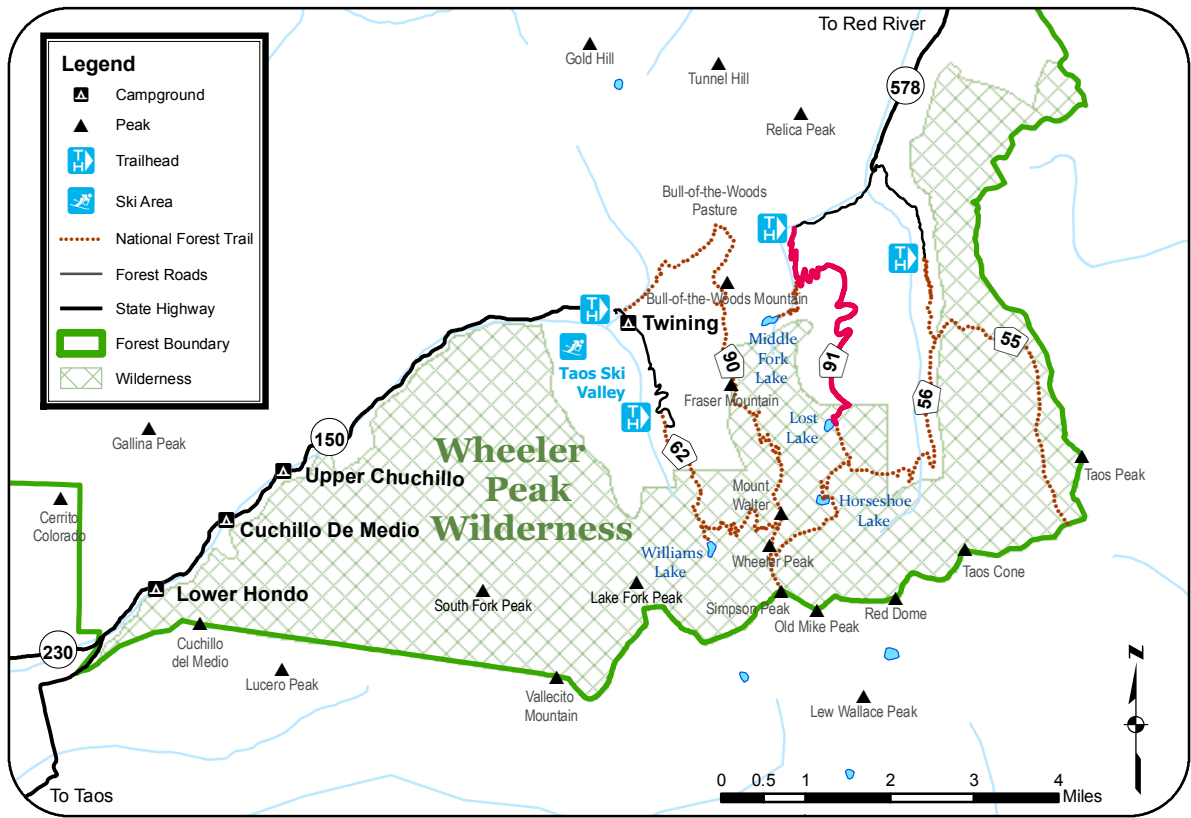 To Red River
Legend
Campground
Peak
TH
Trailhead
Ski Area
National Forest Trail
Forest Roads
State Highway
Forest Boundary
Wilderness
Gold Hill
Tunnel Hill
578
Relica Peak
Bull-of-the-Woods
Pasture
TH
TH
Bull-of-the-Woods Mountain
TH
Twining
Middle
Fork
Lake
55
Taos Ski
Valley
90
91
56
Fraser Mountain
TH
Lost
Lake
Gallina Peak
150
62
Wheeler
Peak
Wilderness
Upper Chuchillo
Taos Peak
Mount
Walter
Horseshoe
Lake
Cerrito
Colorado
Cuchillo De Medio
Williams
Lake
Wheeler Peak
Taos Cone
Lower Hondo
South Fork Peak
Lake Fork Peak
Simpson Peak
Old Mike Peak
Red Dome
230
Cuchillo
del Medio
Lucero Peak
Vallecito
Mountain
Lew Wallace Peak
N
To Taos
0 0.5 1 2 3 4
Miles